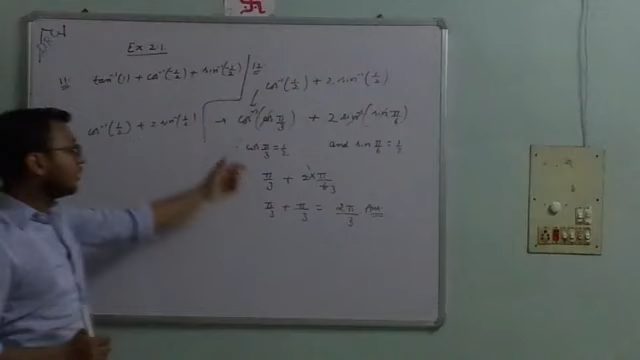 Ex 2.1
11. tan⁻¹(1) + cos⁻¹(-1/2) + sin⁻¹(-1/2)
cos⁻¹(1/2) + 2 sin⁻¹(1/2)
12. cos⁻¹(1/2) + 2 sin⁻¹(1/2)
→ cos⁻¹(cos π/3) + 2 sin⁻¹(sin π/6)
cos π/3 = 1/2 and sin π/6 = 1/2
π/3 + 2×π/6 3
π/3 + π/3 = 2π/3 Ans